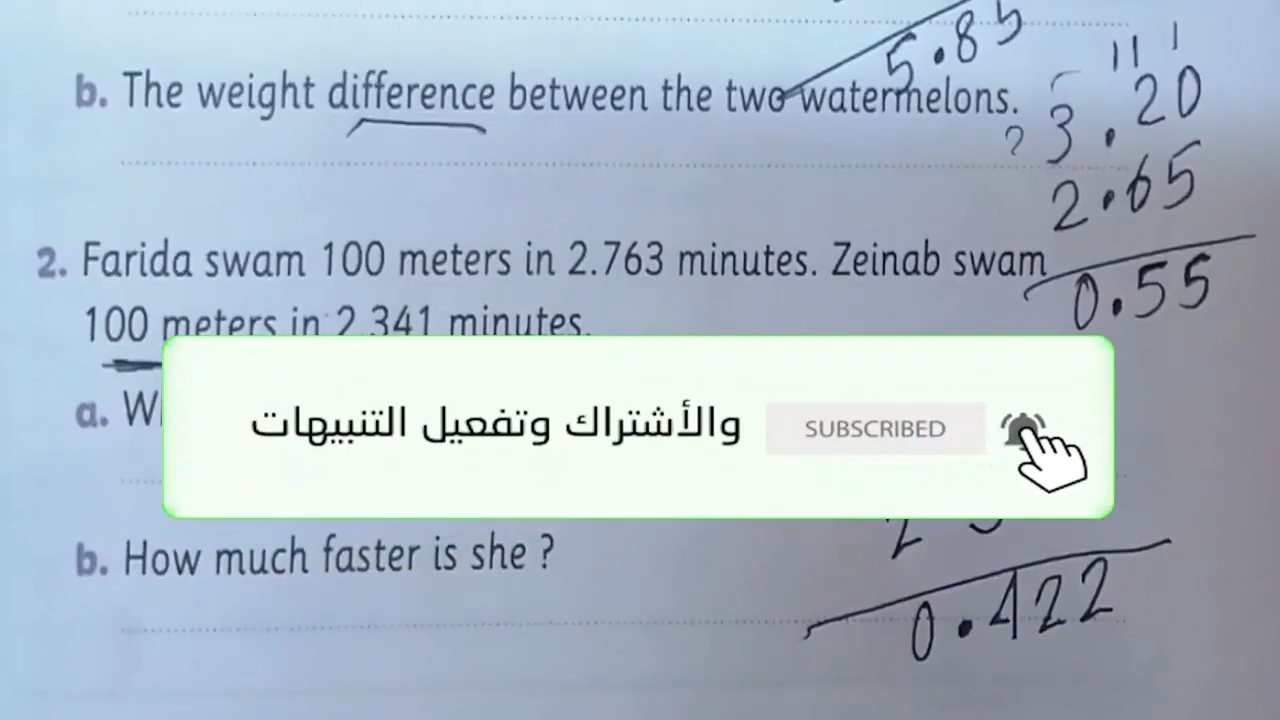 5.85
b. The weight difference between the two watermelons.
11 1
? 3.20
2.65
0.55
2. Farida swam 100 meters in 2.763 minutes. Zeinab swam
100 meters in 2.341 minutes.
a.
والأشتراك وتفعيل التنبيهات SUBSCRIBED
b. How much faster is she ?
0.422